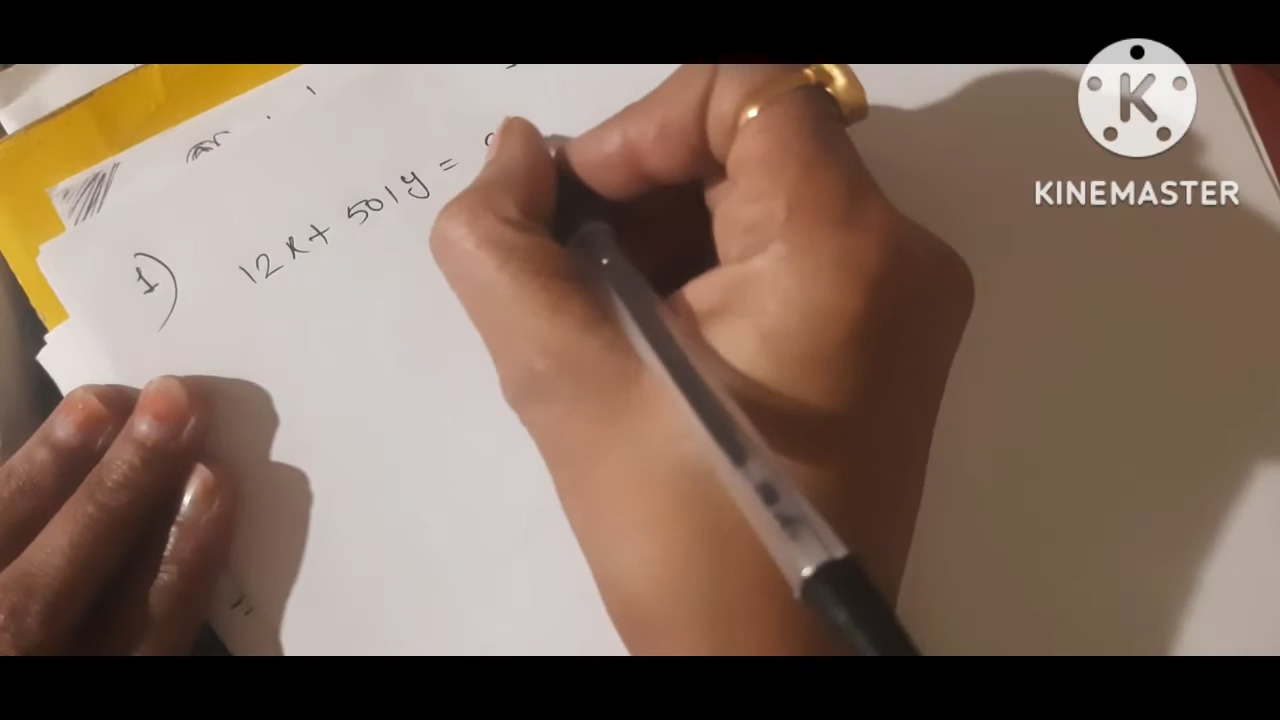 1) 12x + 501y =
K
KINEMASTER